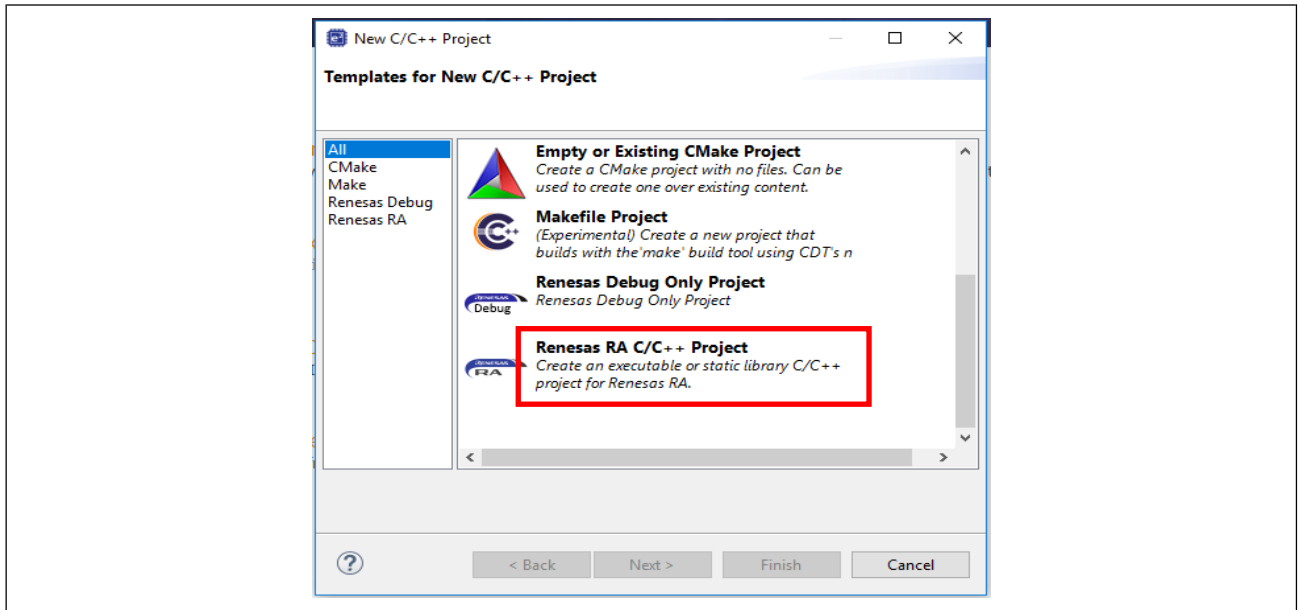 New C/C++ Project
Templates for New C/C++ Project
All
CMake
Make
Renesas Debug
Renesas RA
Empty or Existing CMake Project
Create a CMake project with no files. Can be
used to create one over existing content.
Makefile Project
(Experimental) Create a new project that
builds with the'make' build tool using CDT's n
Renesas Debug Only Project
Renesas Debug Only Project
RENESAS
Debug
Renesas RA C/C++ Project
Create an executable or static library C/C++
project for Renesas RA.
RENESAS
RA
?
< Back
Next >
Finish
Cancel